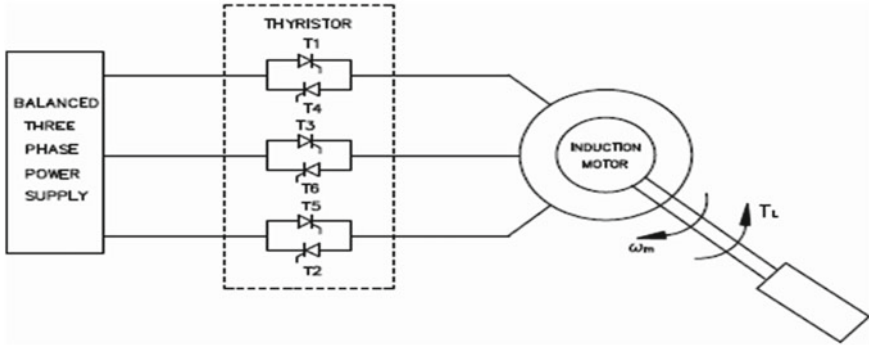 THYRISTOR
T1
T4
T3
T6
T5
T2
BALANCED
THREE
PHASE
POWER
SUPPLY
INDUCTION
MOTOR
TL
ωm